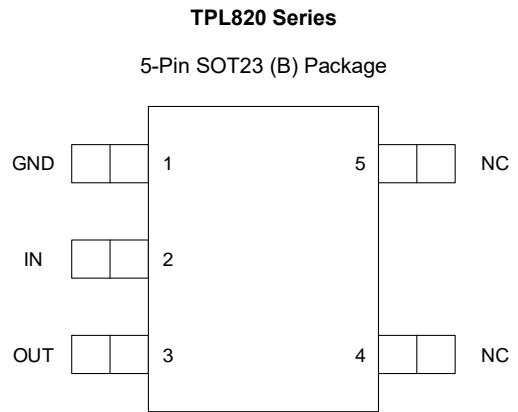 TPL820 Series
5-Pin SOT23 (B) Package
GND 1 5 NC
IN 2
OUT 3 4 NC